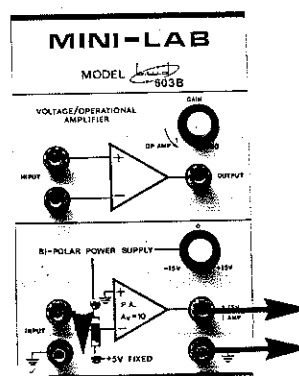 MINI-LAB
MODEL 603B
VOLTAGE/OPERATIONAL
AMPLIFIER
GAIN
OP AMP
INPUT
+
−
OUTPUT
BI-POLAR POWER SUPPLY
0
-15V +15V
+
P.A.
Av=10
−
INPUT
AMP
+5V FIXED